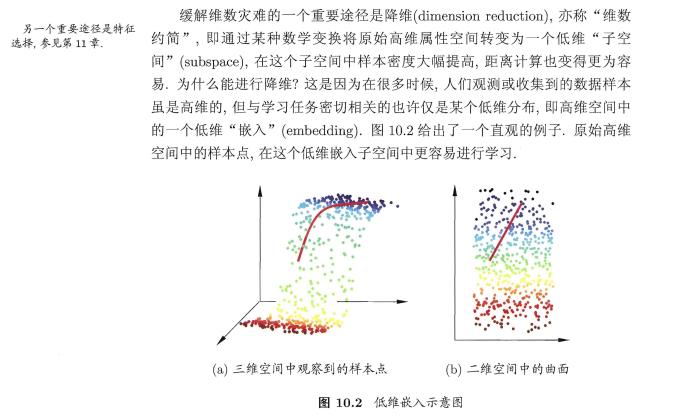 另一个重要途径是特征
选择, 参见第 11 章.
缓解维数灾难的一个重要途径是降维(dimension reduction), 亦称“维数
约简”, 即通过某种数学变换将原始高维属性空间转变为一个低维“子空
间”(subspace), 在这个子空间中样本密度大幅提高, 距离计算也变得更为容
易. 为什么能进行降维? 这是因为在很多时候, 人们观测或收集到的数据样本
虽是高维的, 但与学习任务密切相关的也许仅是某个低维分布, 即高维空间中
的一个低维“嵌入”(embedding). 图 10.2 给出了一个直观的例子. 原始高维
空间中的样本点, 在这个低维嵌入子空间中更容易进行学习.
(a) 三维空间中观察到的样本点
(b) 二维空间中的曲面
图 10.2 低维嵌入示意图